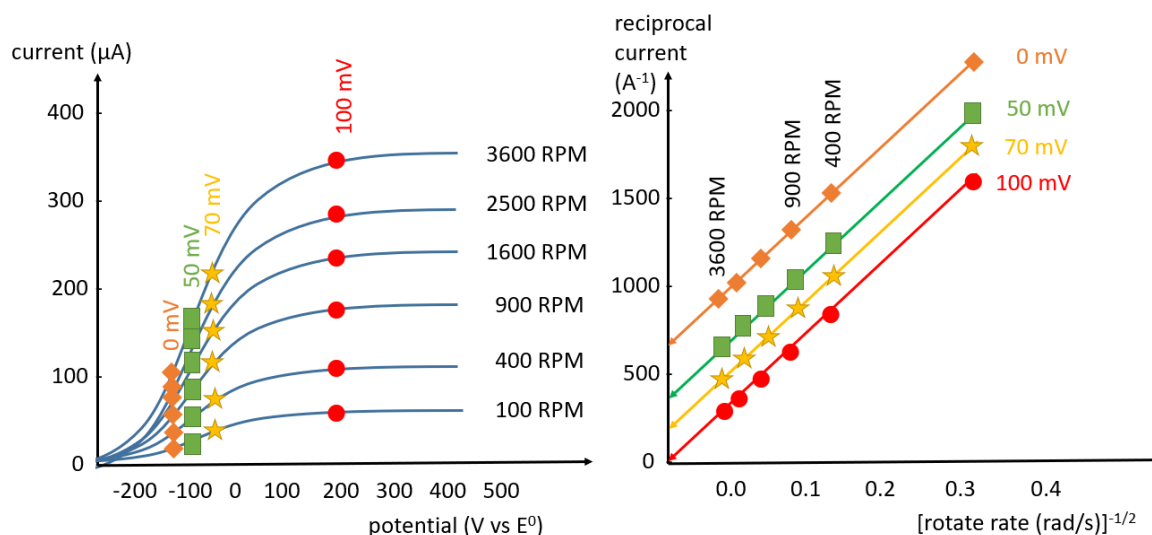 current (µA)
400
300
200
100
0
0 mV
50 mV
70 mV
100 mV
3600 RPM
2500 RPM
1600 RPM
900 RPM
400 RPM
100 RPM
-200 -100 0 100 200 300 400 500
potential (V vs E⁰)
reciprocal
current
(A⁻¹)
2000
1500
1000
500
0
3600 RPM
900 RPM
400 RPM
0 mV
50 mV
70 mV
100 mV
0.0 0.1 0.2 0.3 0.4
[rotate rate (rad/s)]⁻¹/²